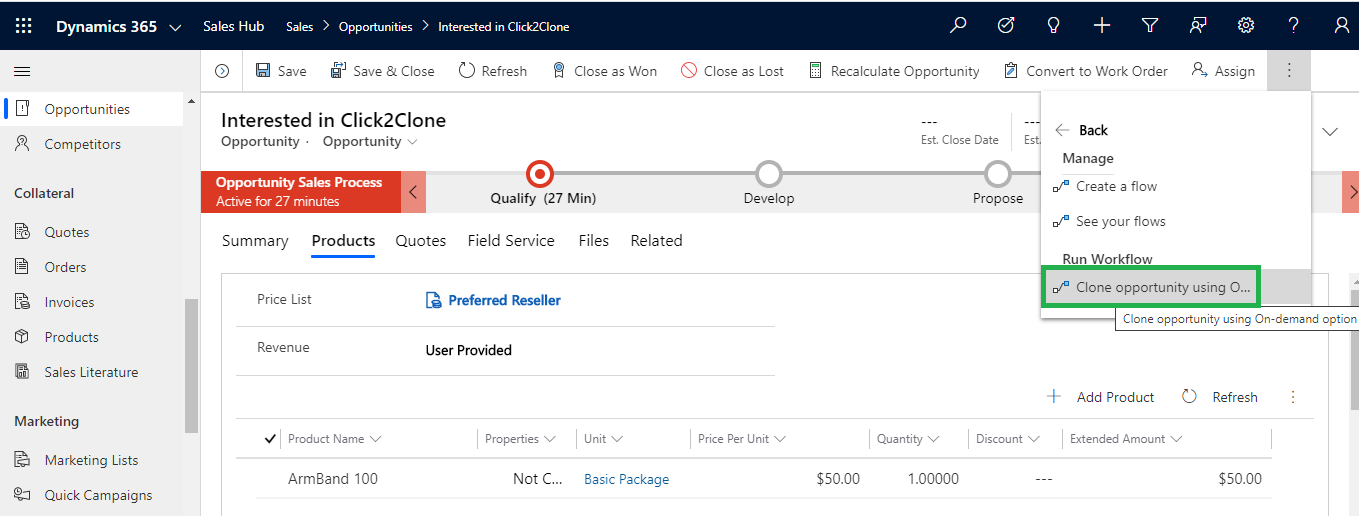 Dynamics 365 Sales Hub Sales > Opportunities > Interested in Click2Clone ?
Save Save & Close Refresh Close as Won Close as Lost Recalculate Opportunity Convert to Work Order Assign
Opportunities
Competitors
Collateral
Quotes
Orders
Invoices
Products
Sales Literature
Marketing
Marketing Lists
Quick Campaigns
Interested in Click2Clone
Opportunity · Opportunity
---
Est. Close Date
---
Est.
Back
Manage
Create a flow
See your flows
Run Workflow
Clone opportunity using O...
Clone opportunity using On-demand option
Opportunity Sales Process
Active for 27 minutes
Qualify (27 Min) Develop Propose
Summary Products Quotes Field Service Files Related
Price List Preferred Reseller
Revenue User Provided
Add Product Refresh
Product Name Properties Unit Price Per Unit Quantity Discount Extended Amount
ArmBand 100 Not C... Basic Package $50.00 1.00000 --- $50.00